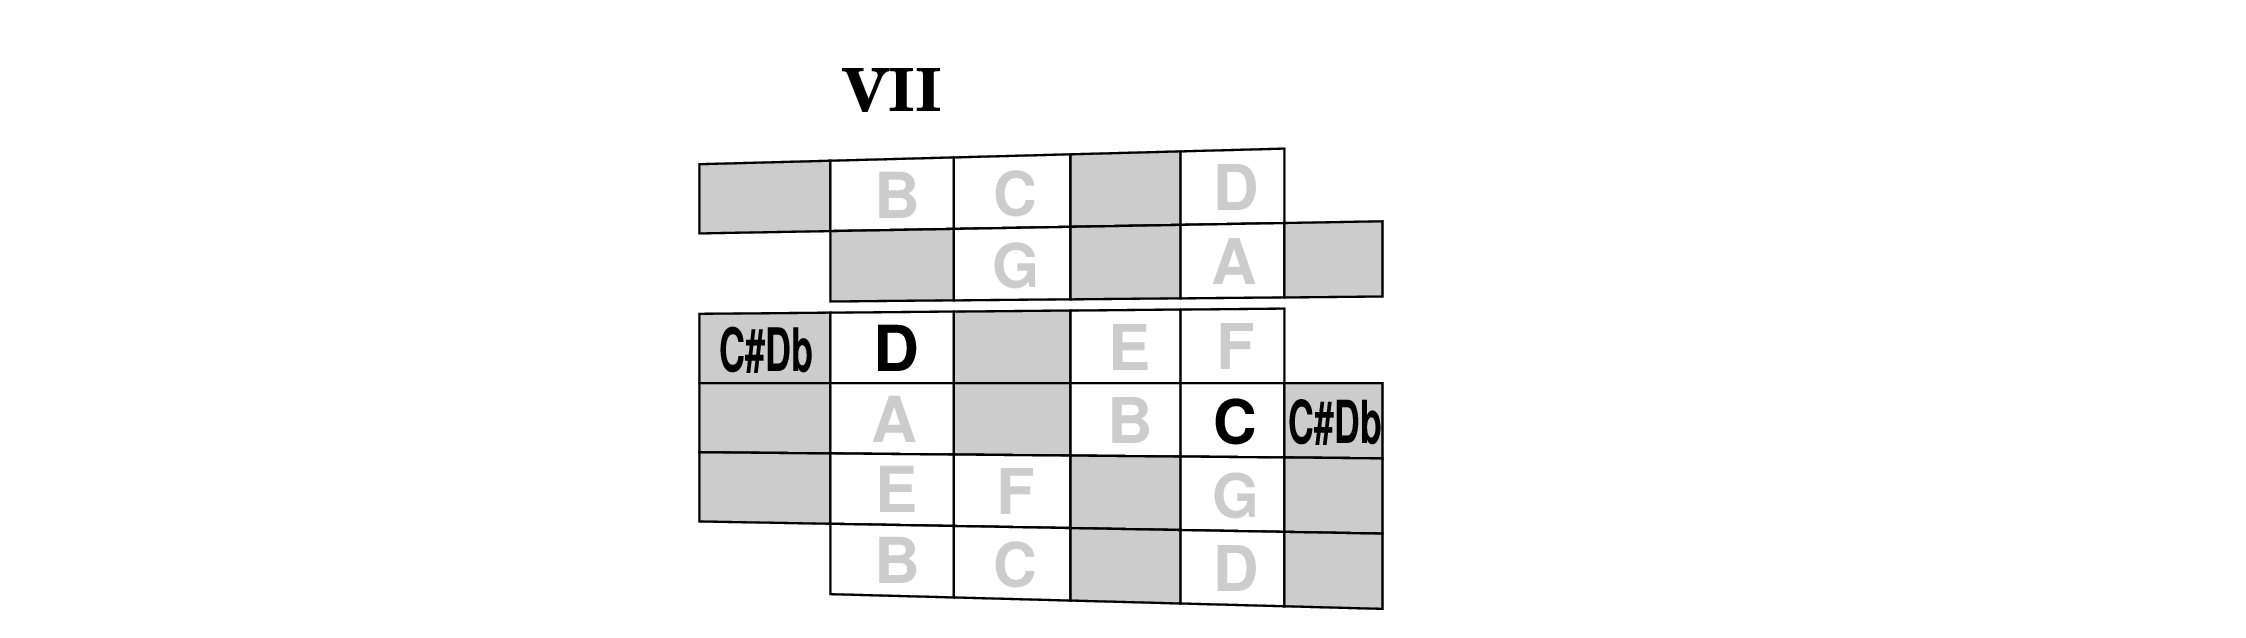 VII
B C D
G A
C#Db D E F
A B C C#Db
E F G
B C D